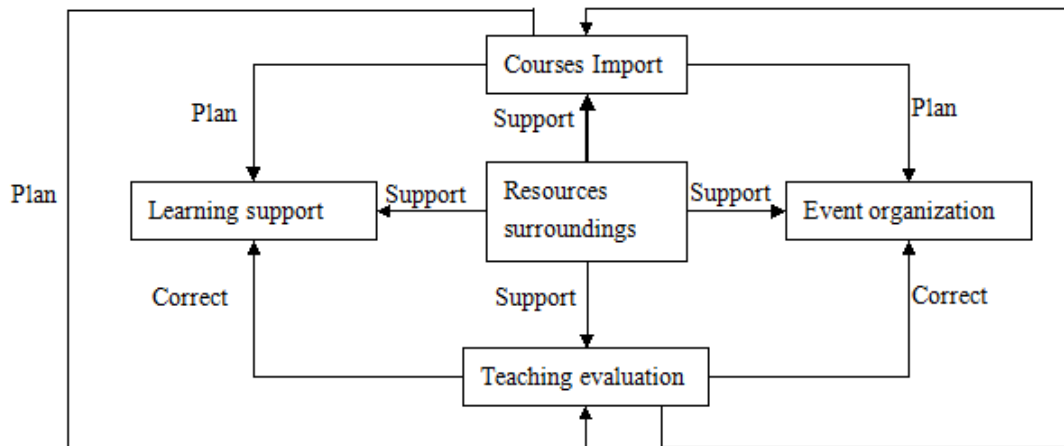 Courses Import
Plan
Support
Plan
Plan
Learning support
Support
Resources
surroundings
Support
Event organization
Correct
Support
Correct
Teaching evaluation